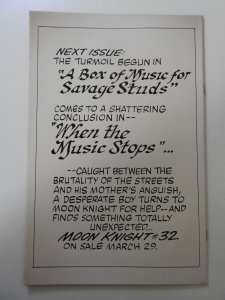 NEXT ISSUE:
THE TURMOIL BEGUN IN
"A Box of Music for
Savage Studs"
COMES TO A SHATTERING
CONCLUSION IN--
"When the
Music Stops"...
--CAUGHT BETWEEN THE
BRUTALITY OF THE STREETS
AND HIS MOTHER'S ANGUISH,
A DESPERATE BOY TURNS TO
MOON KNIGHT FOR HELP--AND
FINDS SOMETHING TOTALLY
UNEXPECTED...
MOON KNIGHT #32
ON SALE MARCH 29.